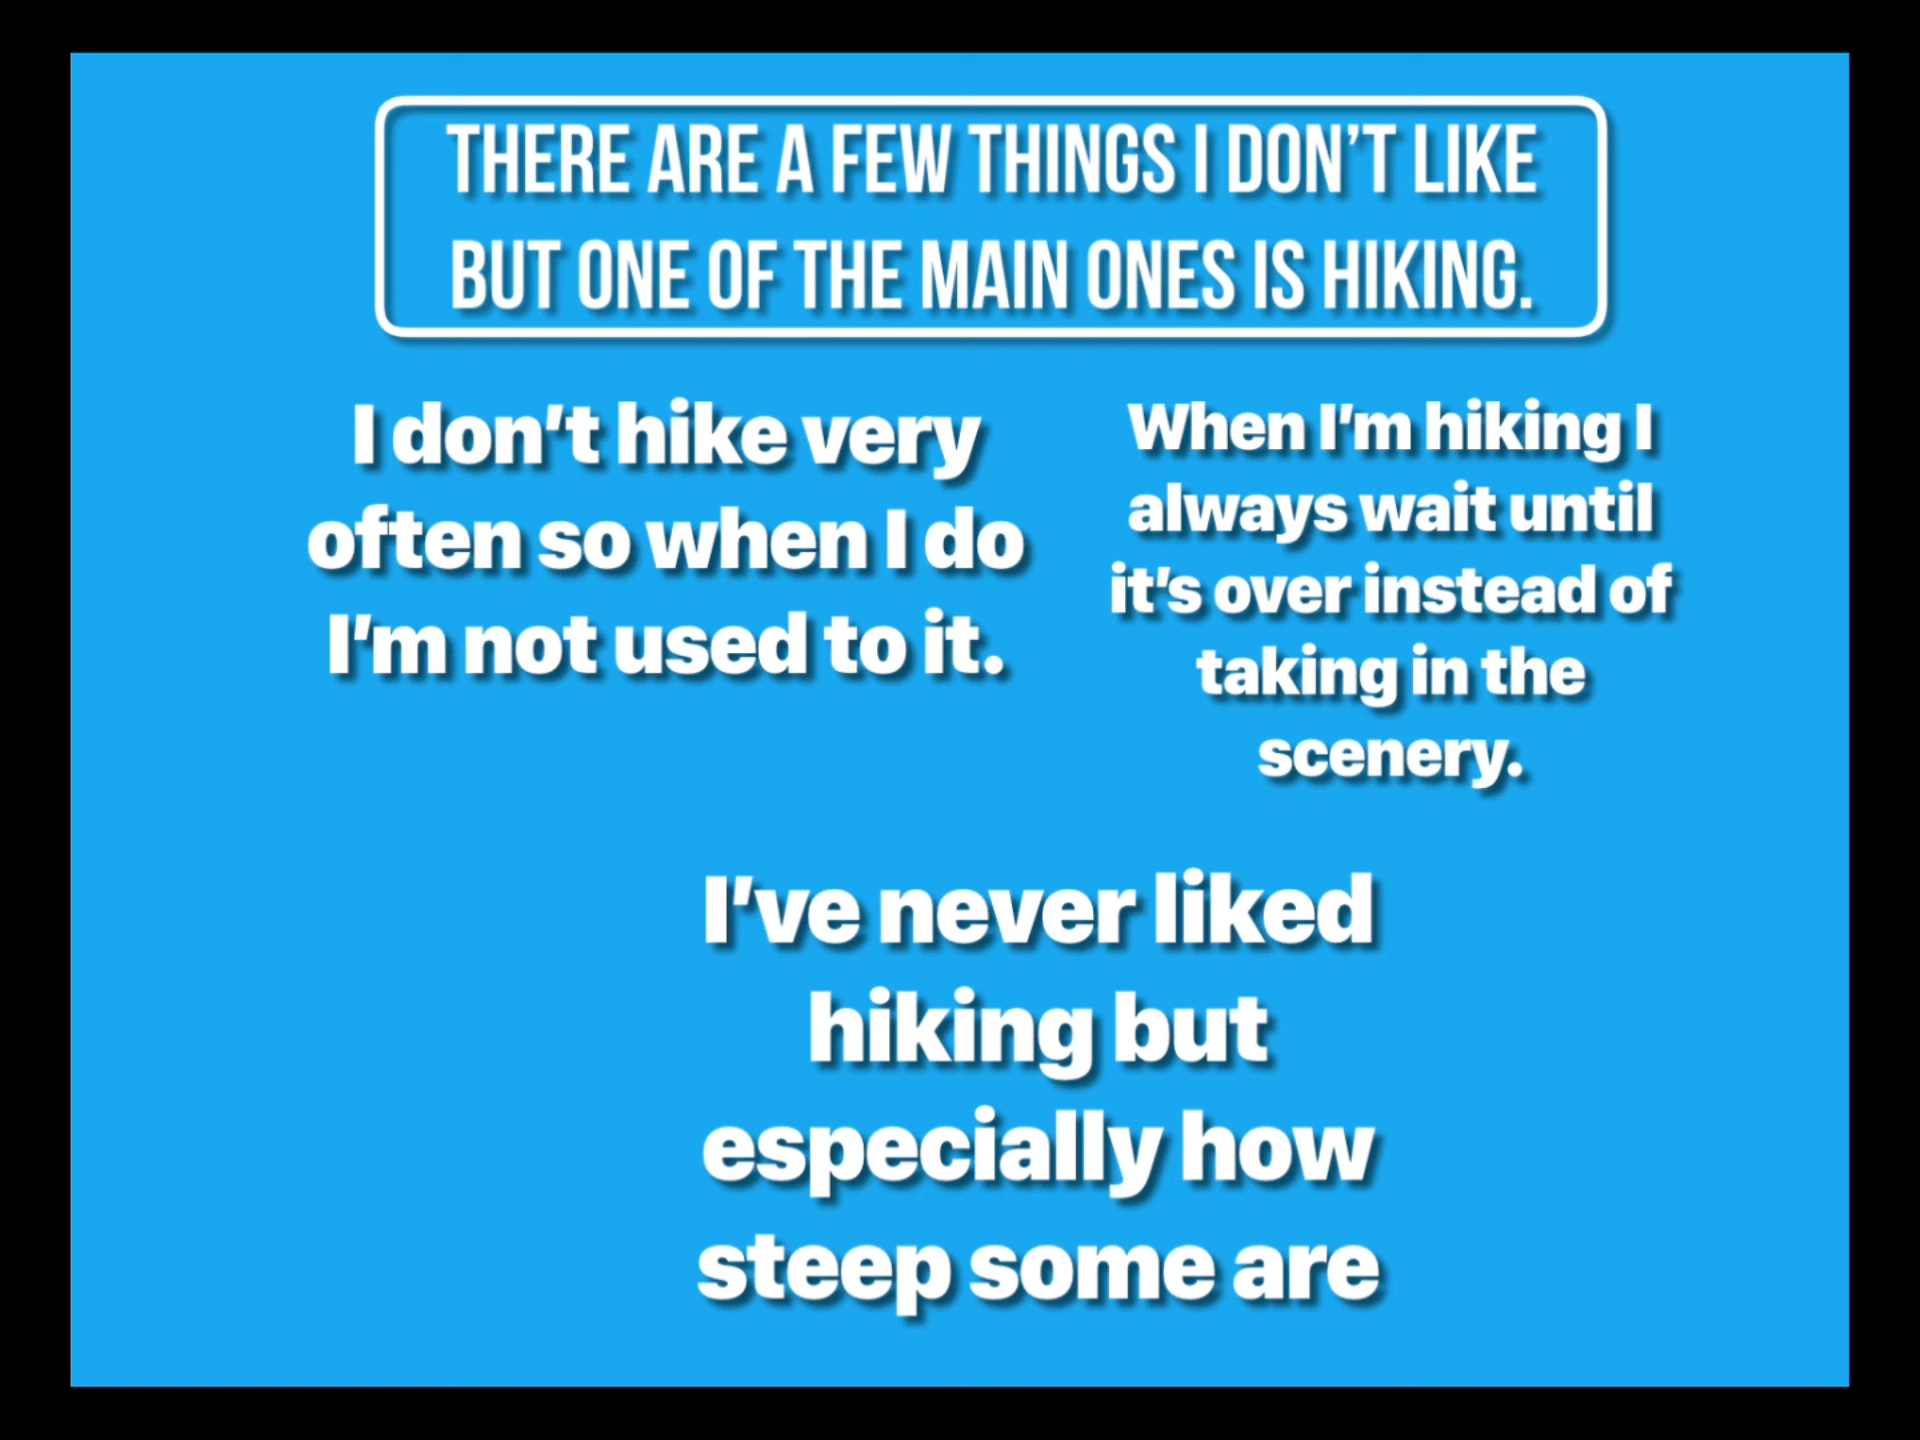 THERE ARE A FEW THINGS I DON'T LIKE
BUT ONE OF THE MAIN ONES IS HIKING.
I don't hike very
often so when I do
I'm not used to it.
When I'm hiking I
always wait until
it's over instead of
taking in the
scenery.
I've never liked
hiking but
especially how
steep some are